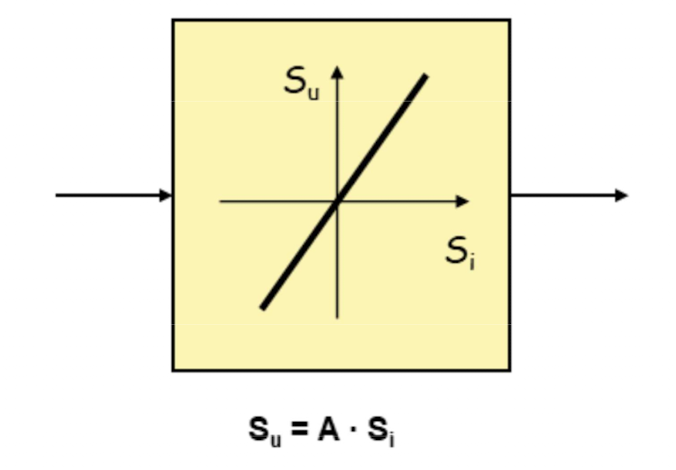 Su
Si
Su = A · Si